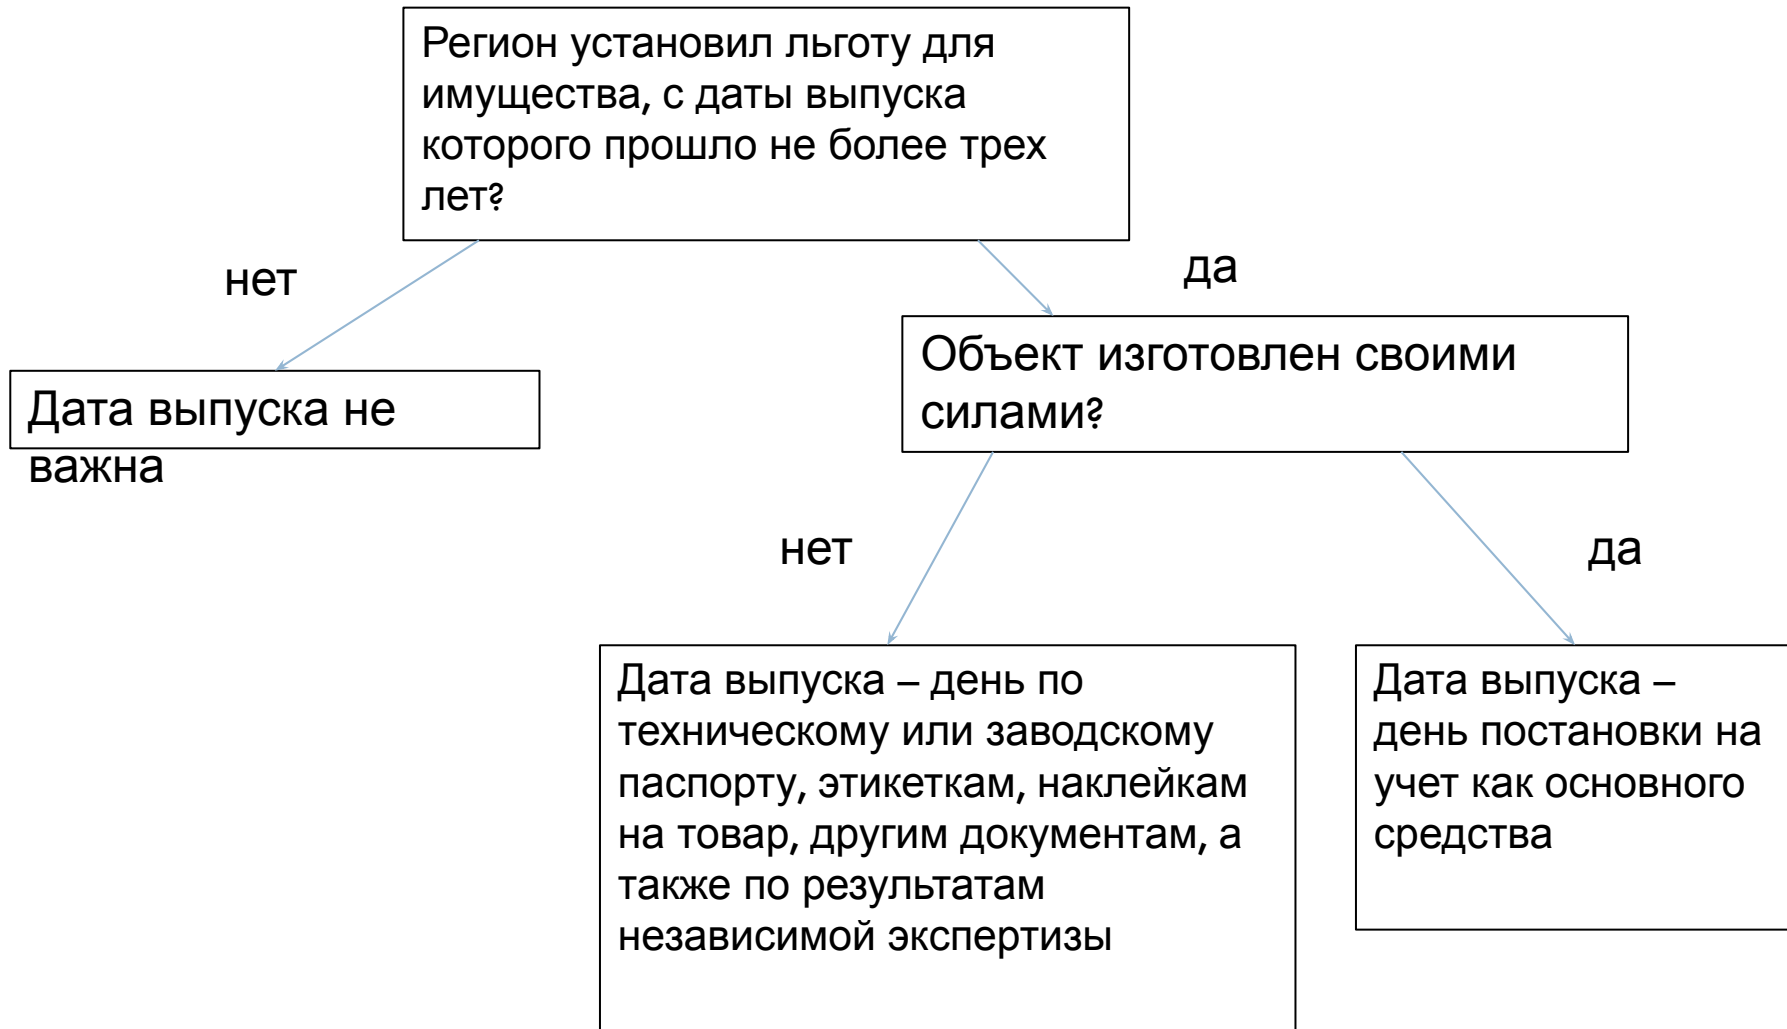 Регион установил льготу для
имущества, с даты выпуска
которого прошло не более трех
лет?
нет
да
Дата выпуска не
важна
Объект изготовлен своими
силами?
нет
да
Дата выпуска – день по
техническому или заводскому
паспорту, этикеткам, наклейкам
на товар, другим документам, а
также по результатам
независимой экспертизы
Дата выпуска –
день постановки на
учет как основного
средства